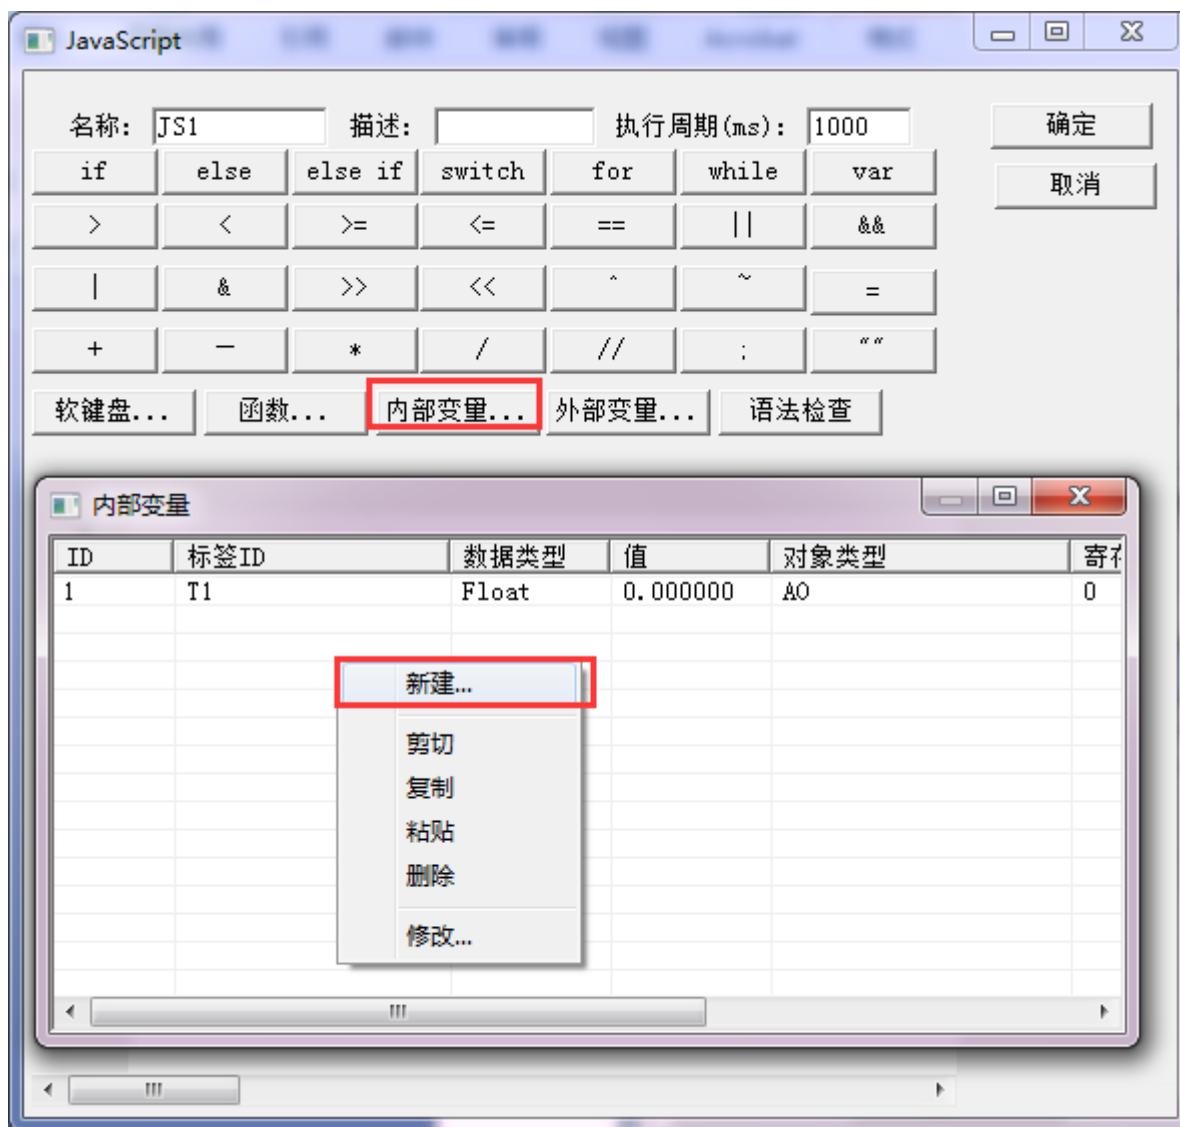 JavaScript
名称: JS1 描述: 执行周期(ms): 1000 确定
if else else if switch for while var 取消
> < >= <= == || &&
| & >> << ^ ~ =
+ — * / // ; ""
软键盘... 函数... 内部变量... 外部变量... 语法检查
内部变量
ID 标签ID 数据类型 值 对象类型
1 T1 Float 0.000000 AO 0
新建...
剪切
复制
粘贴
删除
修改...